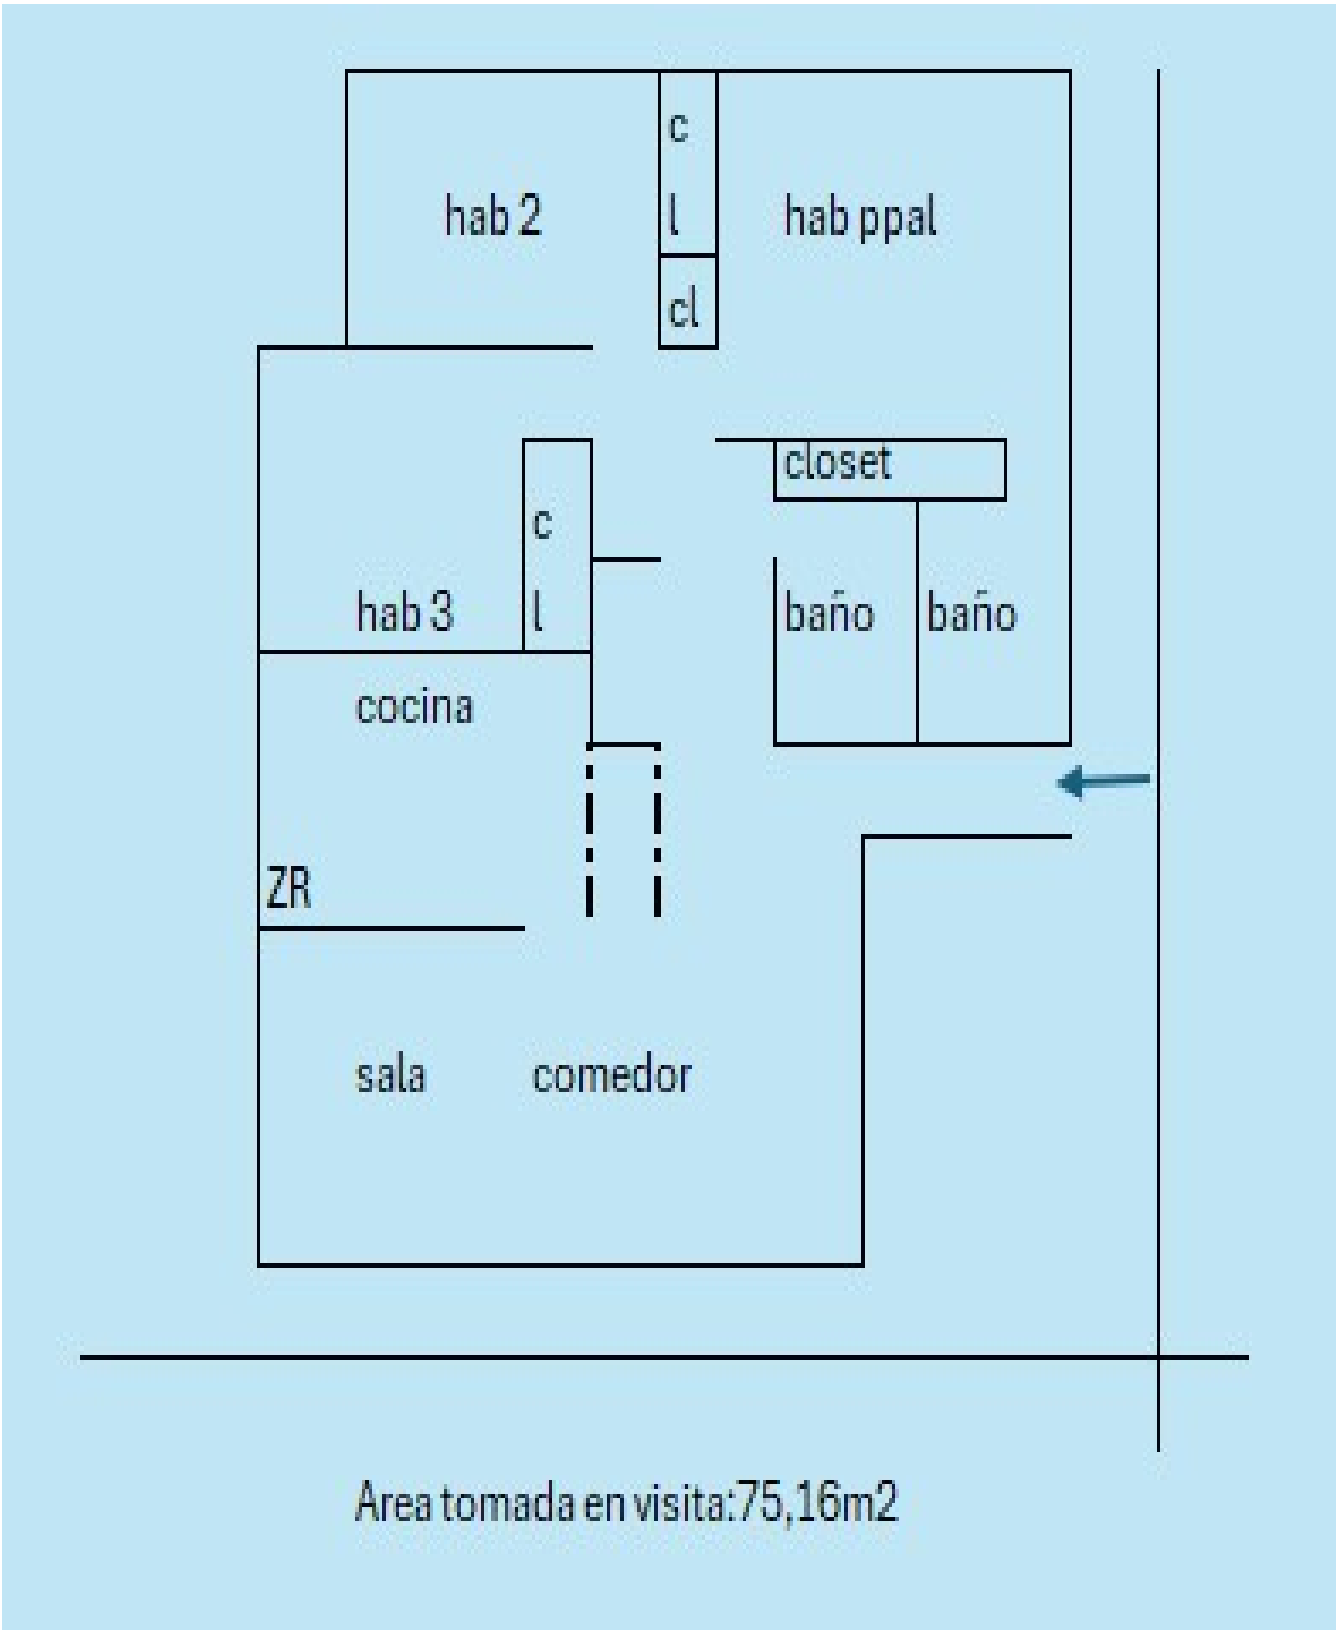 c
hab 2
l
hab ppal
cl
closet
c
hab 3
l
baño
baño
cocina
ZR
sala
comedor
Area tomada en visita:75,16m2